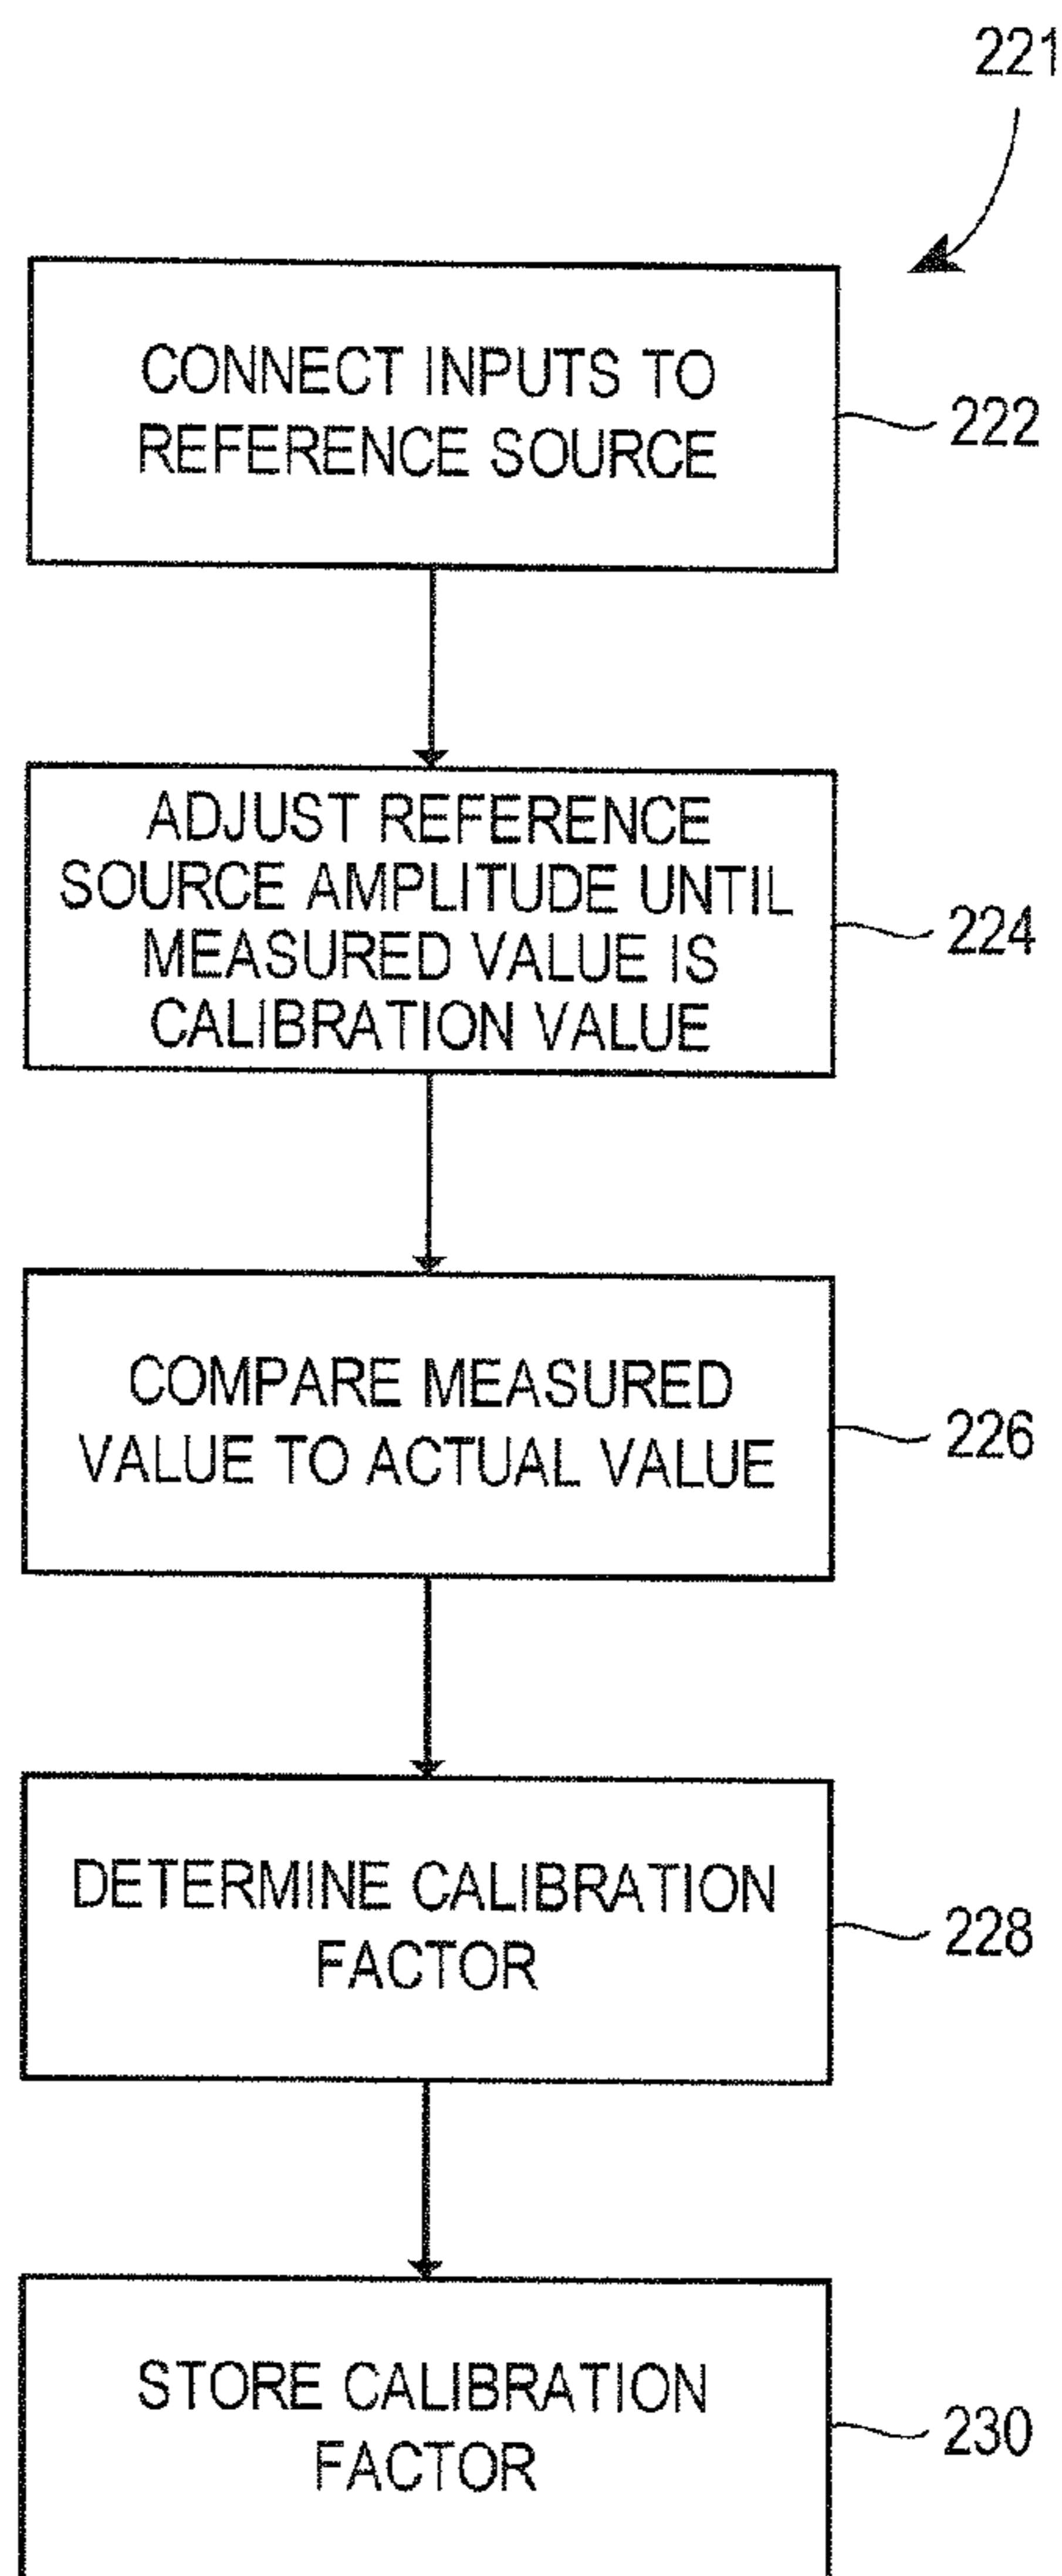 221
CONNECT INPUTS TO
REFERENCE SOURCE
222
ADJUST REFERENCE
SOURCE AMPLITUDE UNTIL
MEASURED VALUE IS
CALIBRATION VALUE
224
COMPARE MEASURED
VALUE TO ACTUAL VALUE
226
DETERMINE CALIBRATION
FACTOR
228
STORE CALIBRATION
FACTOR
230